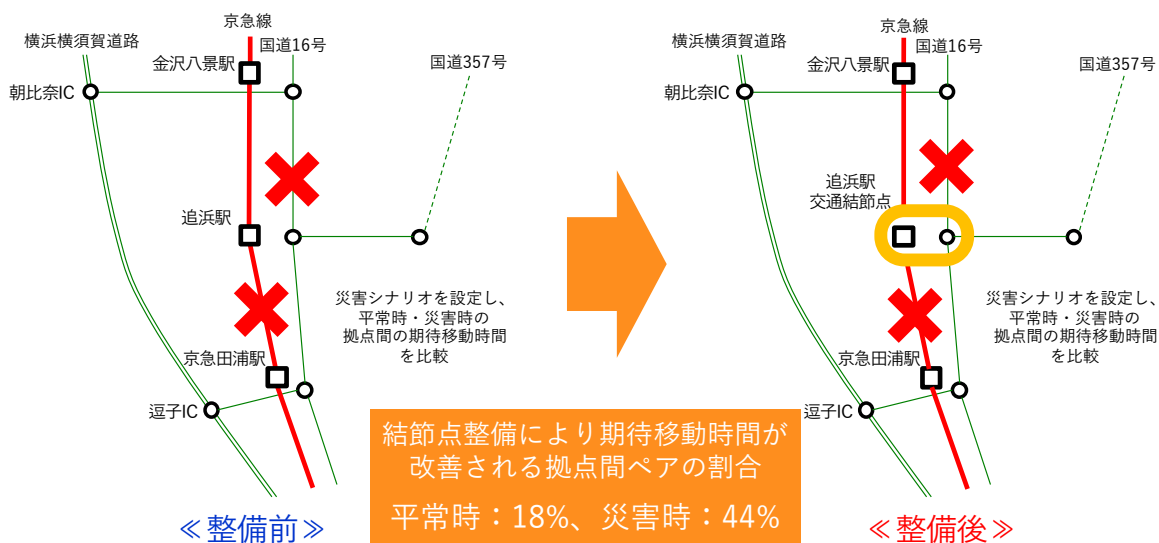 京急線
横浜横須賀道路
国道16号
金沢八景駅
国道357号
朝比奈IC
追浜駅
災害シナリオを設定し、
平常時・災害時の
拠点間の期待移動時間
を比較
京急田浦駅
逗子IC
≪整備前≫
京急線
横浜横須賀道路
国道16号
金沢八景駅
国道357号
朝比奈IC
追浜駅
交通結節点
災害シナリオを設定し、
平常時・災害時の
拠点間の期待移動時間
を比較
京急田浦駅
逗子IC
≪整備後≫
結節点整備により期待移動時間が
改善される拠点間ペアの割合
平常時：18%、災害時：44%